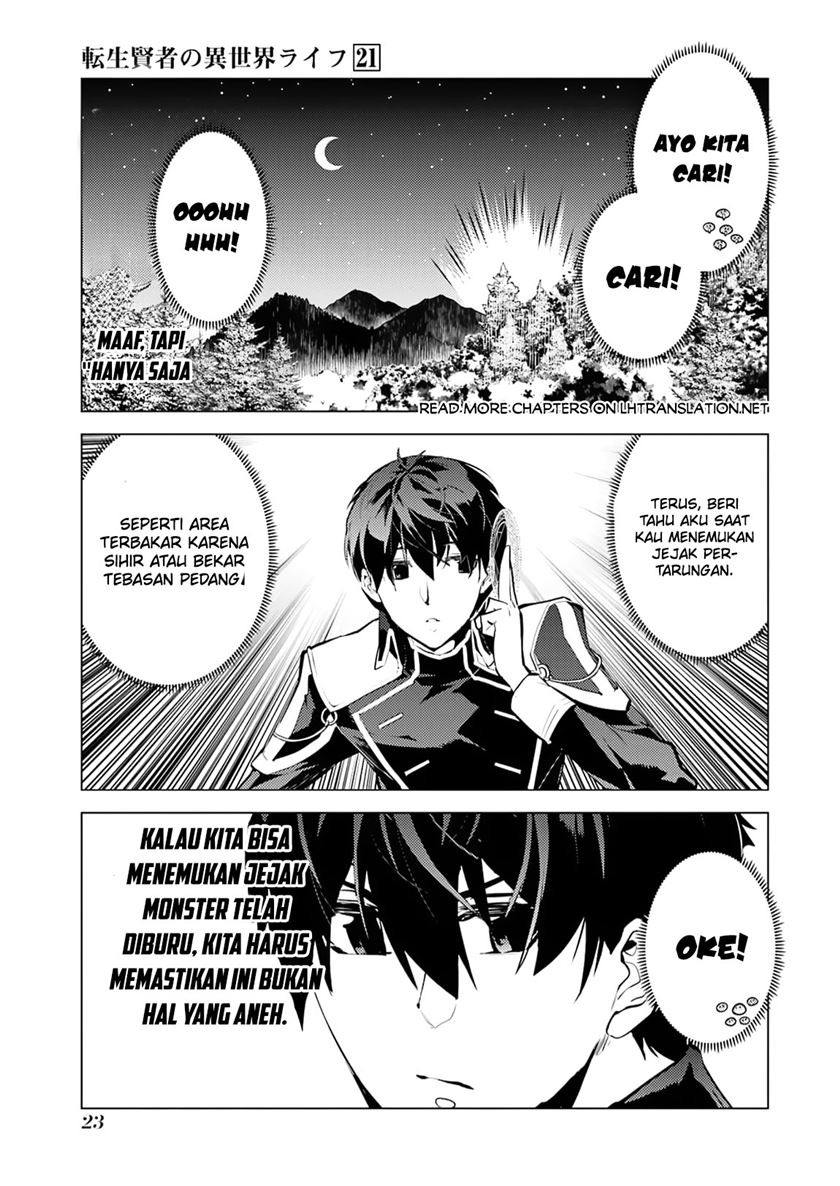 転生賢者の異世界ライフ 21
AYO KITA
CARI!
CARI!
OOOHH
HHH!
MAAF, TAPI
"HANYA SAJA
READ MORE CHAPTERS ON LHTRANSLATION.NET
TERUS, BERI
TAHU AKU SAAT
KAU MENEMUKAN
JEJAK PER-
TARUNGAN.
SEPERTI AREA
TERBAKAR KARENA
SIHIR ATAU BEKAR
TEBASAN PEDANG.
OKE!
KALAU KITA BISA
MENEMUKAN JEJAK
MONSTER TELAH
DIBURU, KITA HARUS
MEMASTIKAN INI BUKAN
HAL YANG ANEH.
23